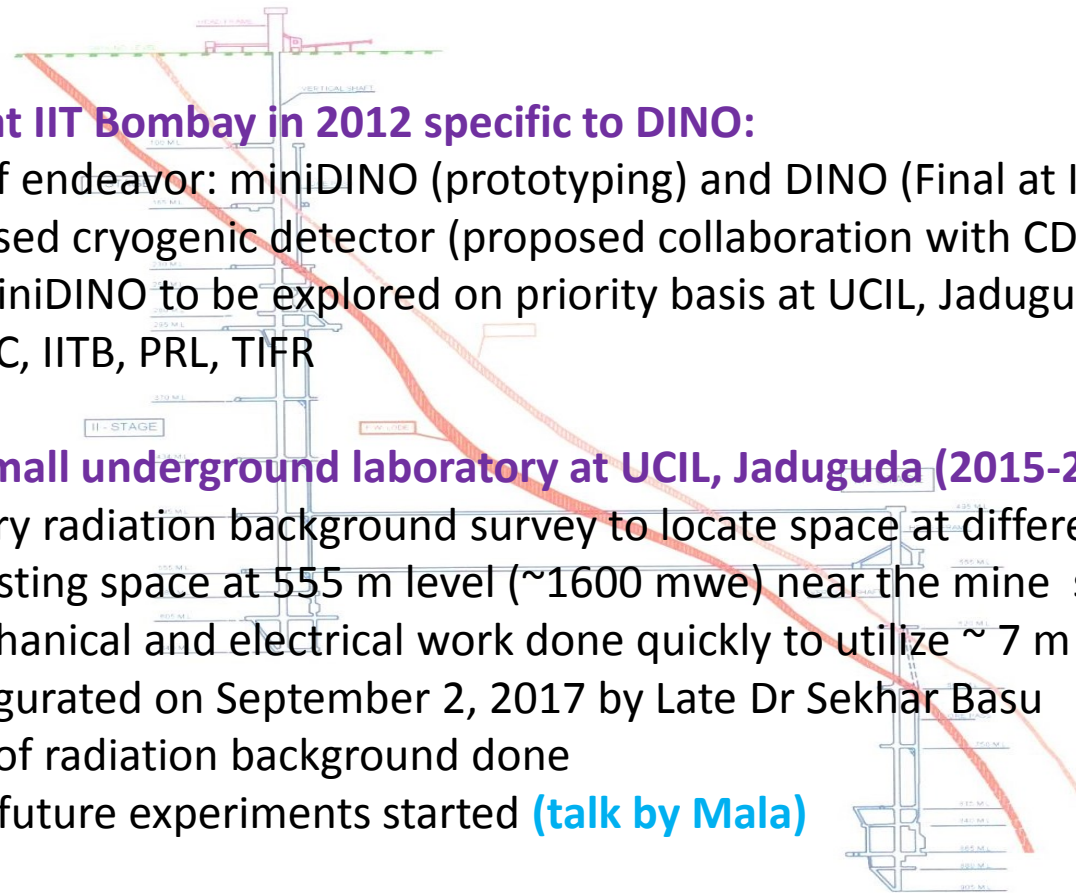 VERTICAL SHAFT
at IIT Bombay in 2012 specific to DINO:
f endeavor: miniDINO (prototyping) and DINO (Final at I
sed cryogenic detector (proposed collaboration with CD
iniDINO to be explored on priority basis at UCIL, Jadugu
C, IITB, PRL, TIFR
II - STAGE
mall underground laboratory at UCIL, Jaduguda (2015-2
ry radiation background survey to locate space at differe
sting space at 555 m level (~1600 mwe) near the mine s
hanical and electrical work done quickly to utilize ~ 7 m
gurated on September 2, 2017 by Late Dr Sekhar Basu
of radiation background done
future experiments started (talk by Mala)